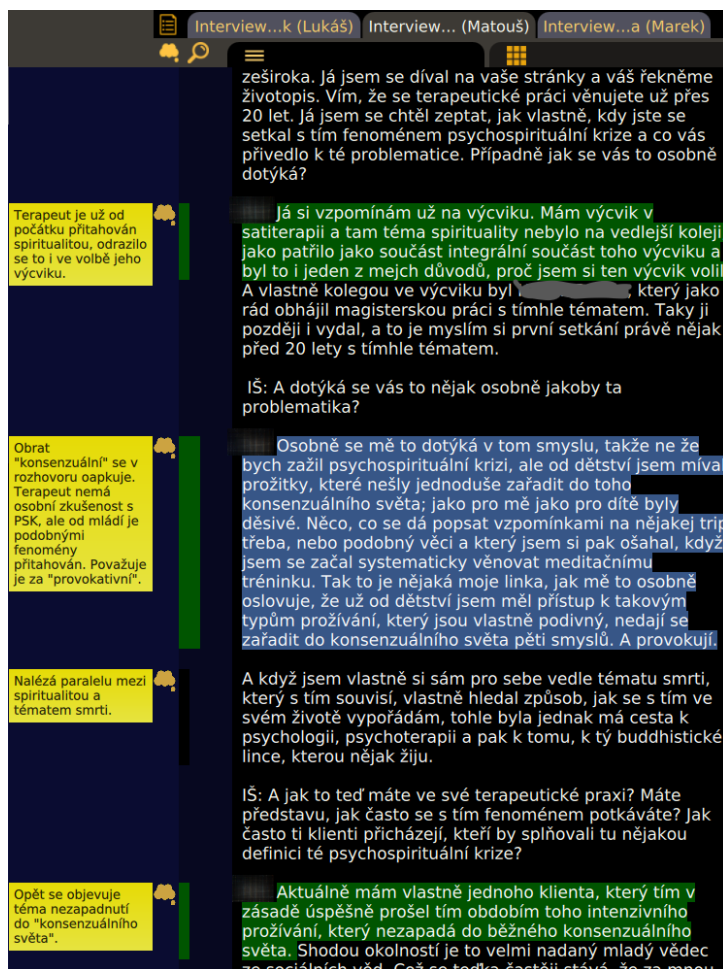 Interview…k (Lukáš) Interview... (Matouš) Interview...a (Marek)
zeširoka. Já jsem se díval na vaše stránky a váš řekněme
životopis. Vím, že se terapeutické práci věnujete už přes
20 let. Já jsem se chtěl zeptat, jak vlastně, kdy jste se
setkal s tím fenoménem psychospirituální krize a co vás
přivedlo k té problematice. Případně jak se vás to osobně
dotýká?
Terapeut je už od
počátku přitahován
spiritualitou, odrazilo
se to i ve volbě jeho
výcviku.
Já si vzpomínám už na výcviku. Mám výcvik v
satiterapii a tam téma spirituality nebylo na vedlejší koleji,
jako patřilo jako součást integrální součást toho výcviku a
byl to i jeden z mejch důvodů, proč jsem si ten výcvik volil
A vlastně kolegou ve výcviku byl , který jako
rád obhájil magisterskou práci s tímhle tématem. Taky ji
později i vydal, a to je myslím si první setkání právě nějak
před 20 lety s tímhle tématem.
IŠ: A dotýká se vás to nějak osobně jakoby ta
problematika?
Obrat
"konsenzuální" se v
rozhovoru oapkuje.
Terapeut nemá
osobní zkušenost s
PSK, ale od mládí je
podobnými
fenomény
přitahován. Považuje
je za "provokativní".
Osobně se mě to dotýká v tom smyslu, takže ne že
bych zažil psychospirituální krizi, ale od dětství jsem míval
prožitky, které nešly jednoduše zařadit do toho
konsenzuálního světa; jako pro mě jako pro dítě byly
děsivé. Něco, co se dá popsat vzpomínkami na nějakej trip
třeba, nebo podobný věci a který jsem si pak ošahal, když
jsem se začal systematicky věnovat meditačnímu
tréninku. Tak to je nějaká moje linka, jak mě to osobně
oslovuje, že už od dětství jsem měl přístup k takovým
typům prožívání, který jsou vlastně podivný, nedají se
zařadit do konsenzuálního světa pěti smyslů. A provokují.
Nalézá paralelu mezi
spiritualitou a
tématem smrti.
A když jsem vlastně si sám pro sebe vedle tématu smrti,
který s tím souvisí, vlastně hledal způsob, jak se s tím ve
svém životě vypořádám, tohle byla jednak má cesta k
psychologii, psychoterapii a pak k tomu, k tý buddhistické
lince, kterou nějak žiju.
IŠ: A jak to teď máte ve své terapeutické praxi? Máte
představu, jak často se s tím fenoménem potkáváte? Jak
často ti klienti přicházejí, kteří by splňovali tu nějakou
definici té psychospirituální krize?
Opět se objevuje
téma nezapadnutí
do "konsenzuálního
světa".
Aktuálně mám vlastně jednoho klienta, který tím v
zásadě úspěšně prošel tím obdobím toho intenzivního
prožívání, který nezapadá do běžného konsenzuálního
světa. Shodou okolností je to velmi nadaný mladý vědec
ze sociálních věd. Což se teďka častěji stává, že za mnou